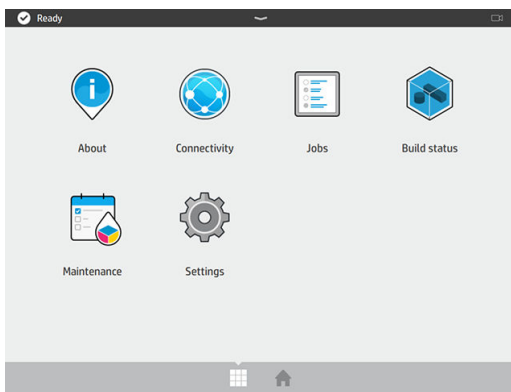 Ready
About
Connectivity
Jobs
Build status
Maintenance
Settings